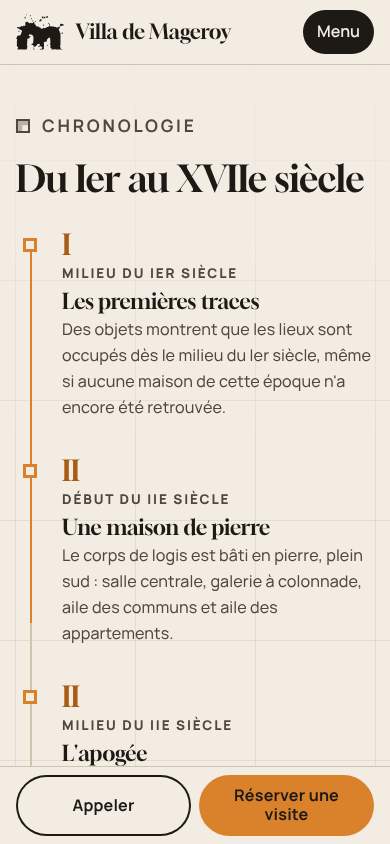 Villa de Mageroy
Menu
CHRONOLOGIE
Du Ier au XVIIe siècle
I
MILIEU DU IER SIÈCLE
Les premières traces
Des objets montrent que les lieux sont
occupés dès le milieu du Ier siècle, même
si aucune maison de cette époque n'a
encore été retrouvée.
II
DÉBUT DU IIE SIÈCLE
Une maison de pierre
Le corps de logis est bâti en pierre, plein
sud : salle centrale, galerie à colonnade,
aile des communs et aile des
appartements.
II
MILIEU DU IIE SIÈCLE
L'apogée
Appeler
Réserver une
visite